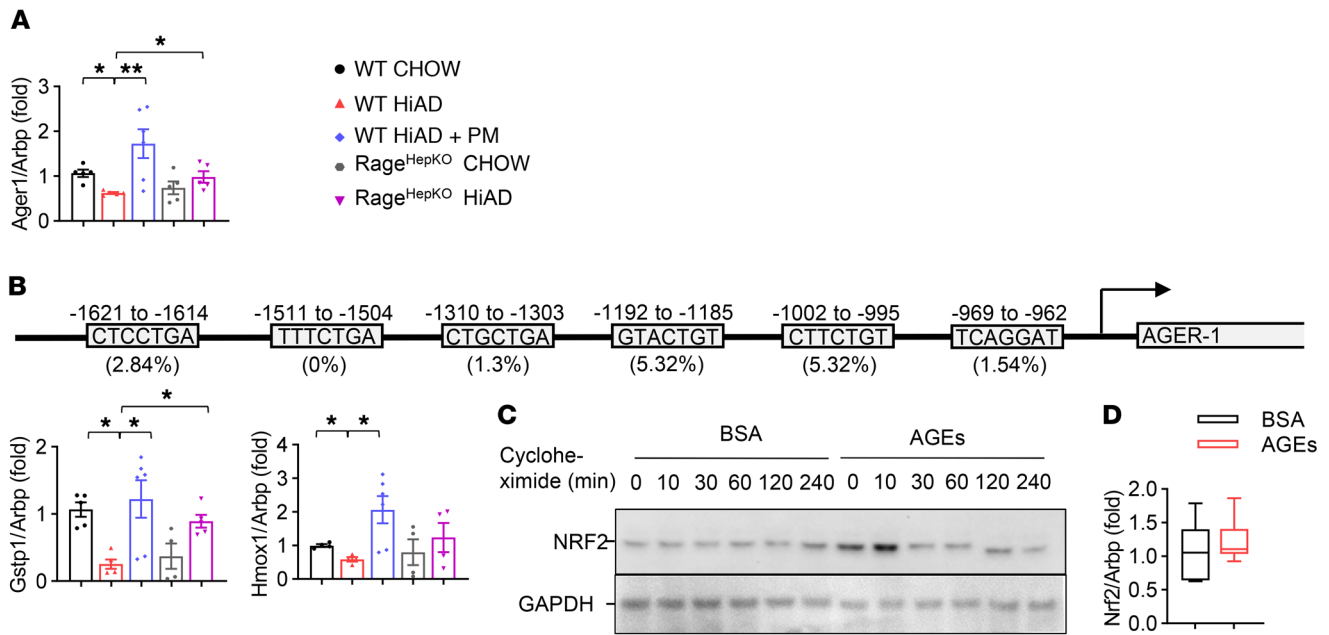 A
* ** *
Ager1/Arbp (fold)
3
2
1
0
WT CHOW
WT HiAD
WT HiAD + PM
Rage^HepKO CHOW
Rage^HepKO HiAD
B
-1621 to -1614 -1511 to -1504 -1310 to -1303 -1192 to -1185 -1002 to -995 -969 to -962
CTCCTGA TTTCTGA CTGCTGA GTACTGT CTTCTGT TCAGGAT AGER-1
(2.84%) (0%) (1.3%) (5.32%) (5.32%) (1.54%)
* * *
Gstp1/Arbp (fold)
2
1
0
* *
Hmox1/Arbp (fold)
4
3
2
1
0
C
BSA AGEs
Cyclohe-
ximide (min) 0 10 30 60 120 240 0 10 30 60 120 240
NRF2
GAPDH
D
BSA
AGEs
Nrf2/Arbp (fold)
2.0
1.5
1.0
0.5
0.0